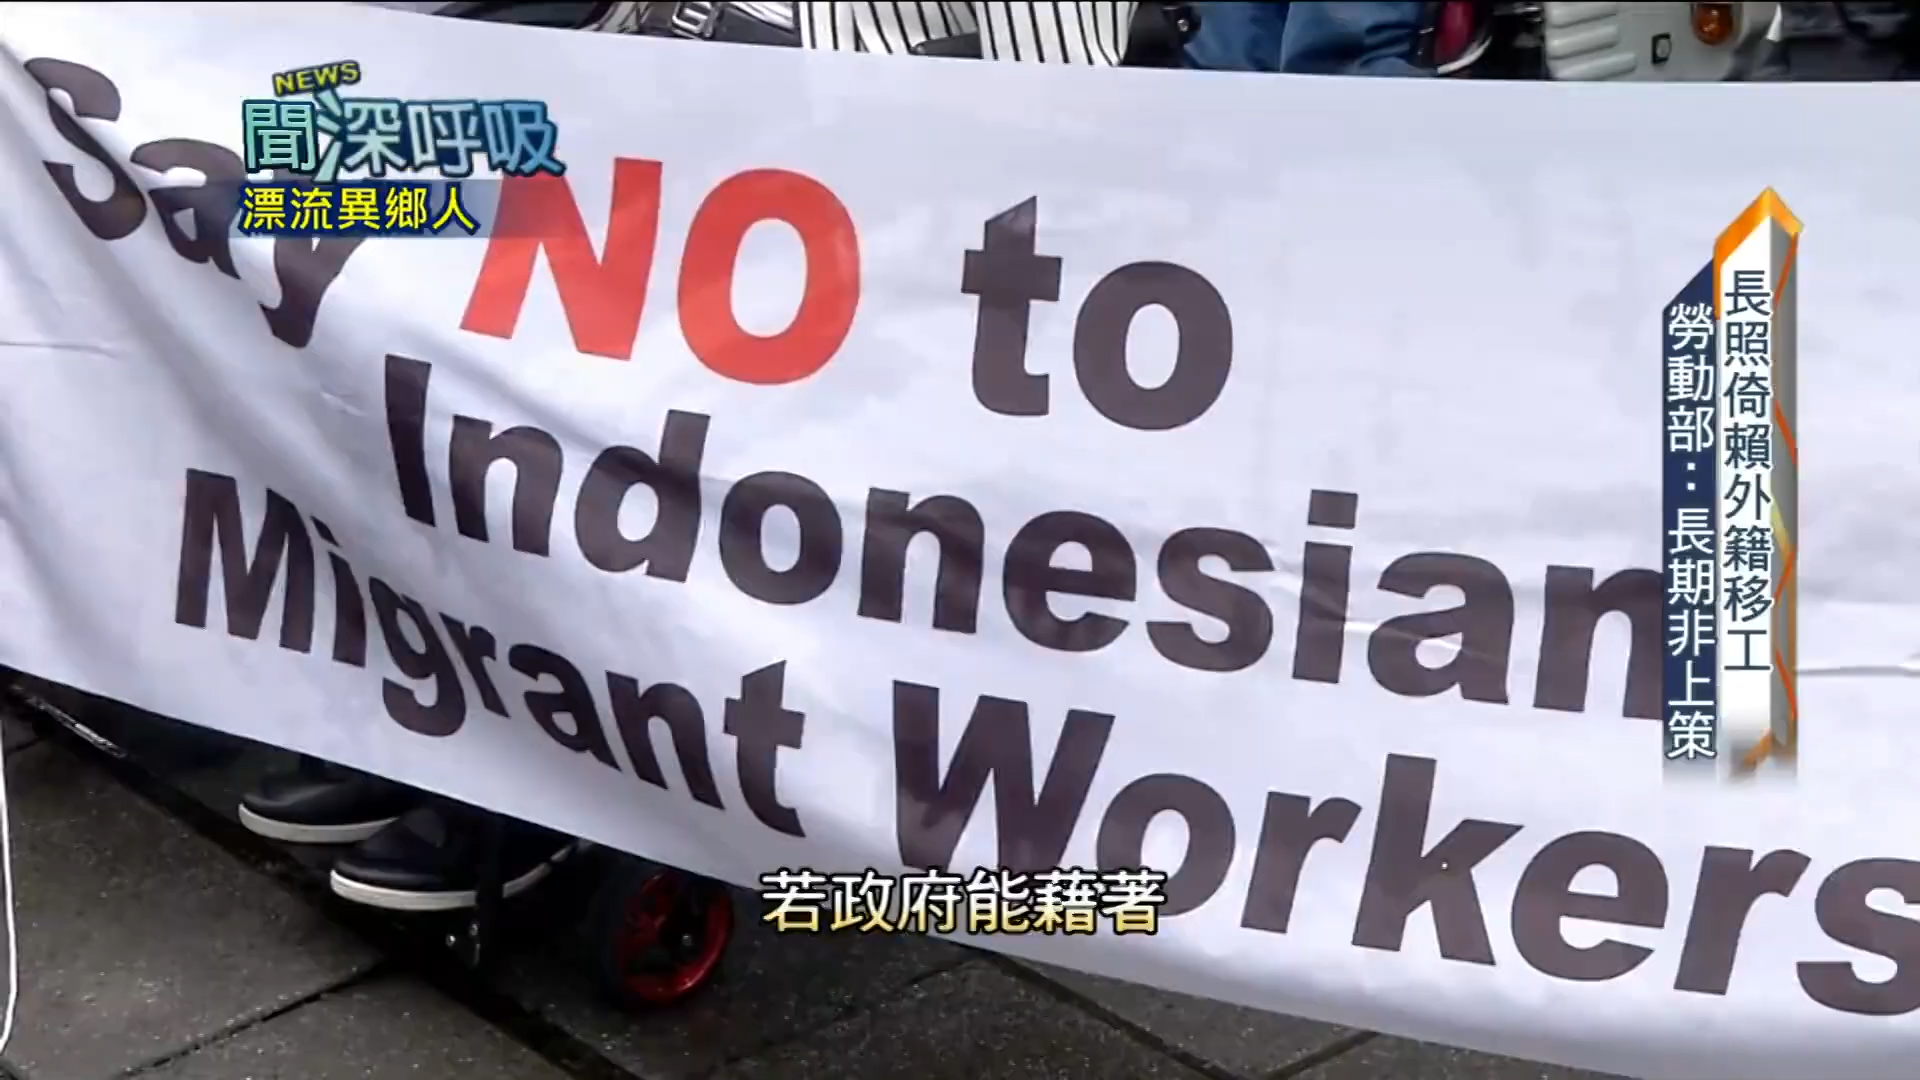 NEWS
聞深呼吸
漂流異鄉人
Say NO to
Indonesian
Migrant Workers
長照倚賴外籍移工
勞動部：長期非上策
若政府能藉著